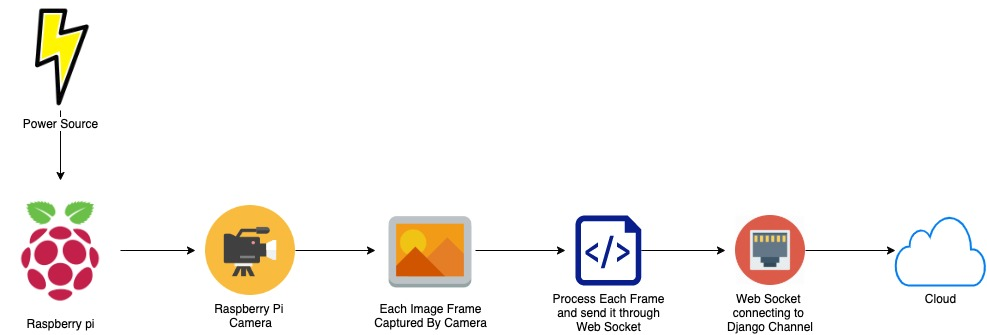 Power Source
Raspberry pi
Raspberry Pi
Camera
Each Image Frame
Captured By Camera
</>
Process Each Frame
and send it through
Web Socket
Web Socket
connecting to
Django Channel
Cloud